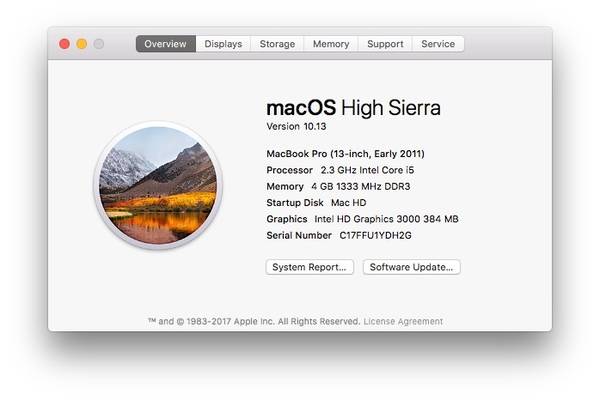 Overview Displays Storage Memory Support Service
macOS High Sierra
Version 10.13
MacBook Pro (13-inch, Early 2011)
Processor 2.3 GHz Intel Core i5
Memory 4 GB 1333 MHz DDR3
Startup Disk Mac HD
Graphics Intel HD Graphics 3000 384 MB
Serial Number C17FFU1YDH2G
System Report... Software Update...
™ and © 1983-2017 Apple Inc. All Rights Reserved. License Agreement